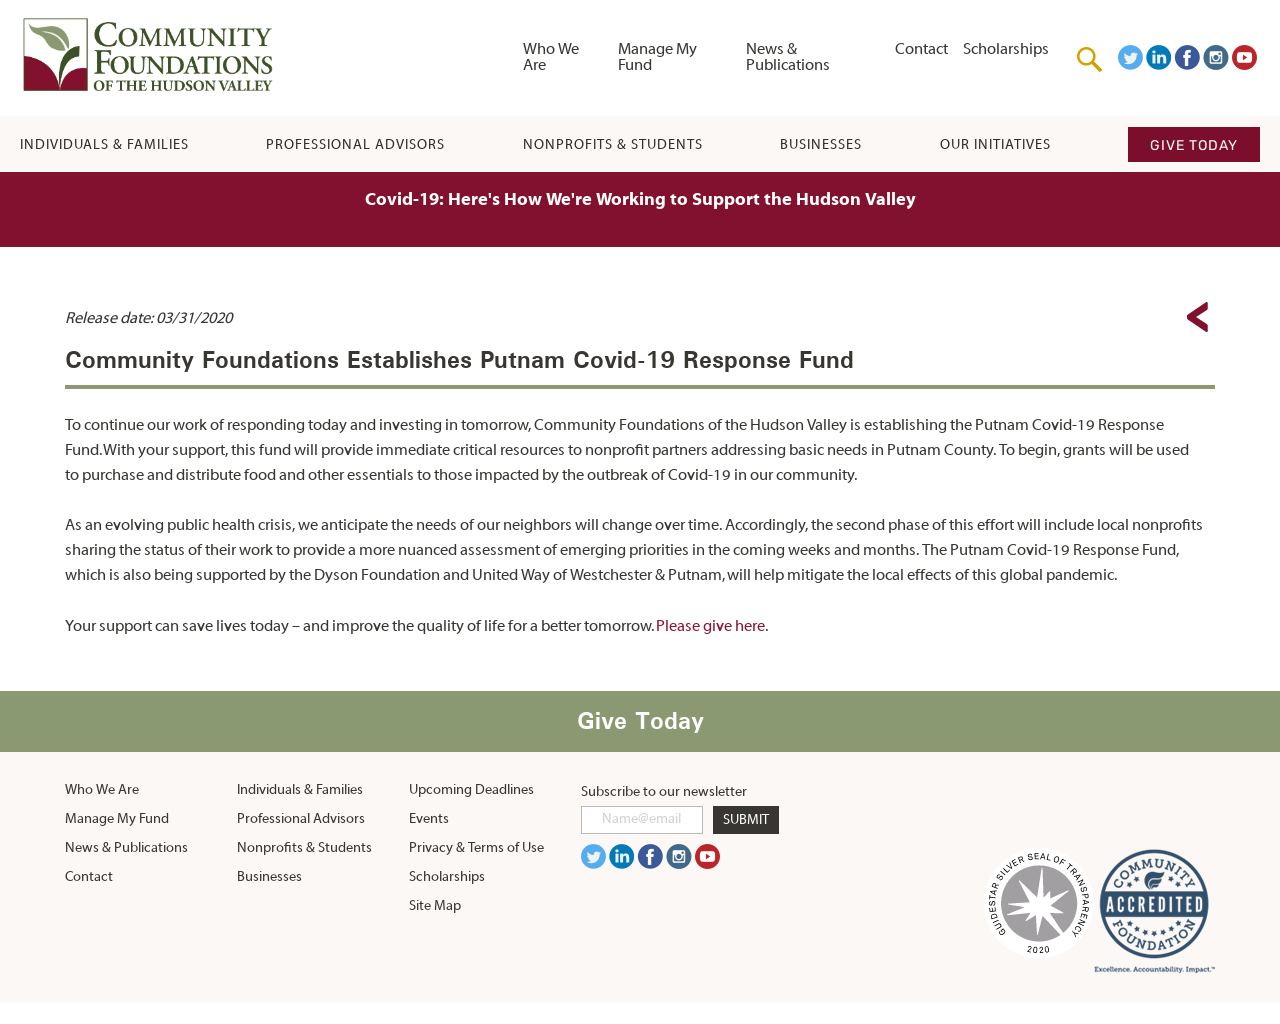 COMMUNITY
FOUNDATIONS
OF THE HUDSON VALLEY
Who We
Are
Manage My
Fund
News &
Publications
Contact
Scholarships
INDIVIDUALS & FAMILIES
PROFESSIONAL ADVISORS
NONPROFITS & STUDENTS
BUSINESSES
OUR INITIATIVES
GIVE TODAY
Covid-19: Here's How We're Working to Support the Hudson Valley
Release date: 03/31/2020
Community Foundations Establishes Putnam Covid-19 Response Fund
To continue our work of responding today and investing in tomorrow, Community Foundations of the Hudson Valley is establishing the Putnam Covid-19 Response
Fund. With your support, this fund will provide immediate critical resources to nonprofit partners addressing basic needs in Putnam County. To begin, grants will be used
to purchase and distribute food and other essentials to those impacted by the outbreak of Covid-19 in our community.
As an evolving public health crisis, we anticipate the needs of our neighbors will change over time. Accordingly, the second phase of this effort will include local nonprofits
sharing the status of their work to provide a more nuanced assessment of emerging priorities in the coming weeks and months. The Putnam Covid-19 Response Fund,
which is also being supported by the Dyson Foundation and United Way of Westchester & Putnam, will help mitigate the local effects of this global pandemic.
Your support can save lives today – and improve the quality of life for a better tomorrow. Please give here.
Give Today
Who We Are
Manage My Fund
News & Publications
Contact
Individuals & Families
Professional Advisors
Nonprofits & Students
Businesses
Upcoming Deadlines
Events
Privacy & Terms of Use
Scholarships
Site Map
Subscribe to our newsletter
Name@email
SUBMIT
GUIDESTAR SILVER SEAL OF TRANSPARENCY
2020
COMMUNITY
ACCREDITED
FOUNDATION
Excellence. Accountability. Impact.™